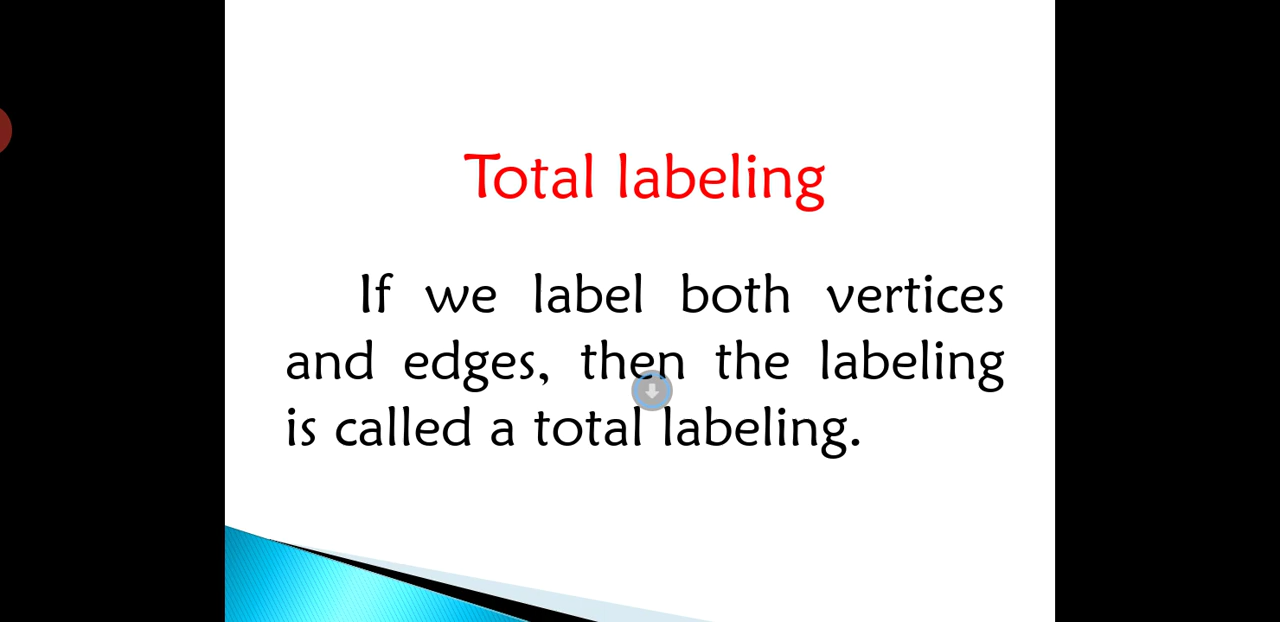 Total labeling
If we label both vertices
and edges, then the labeling
is called a total labeling.